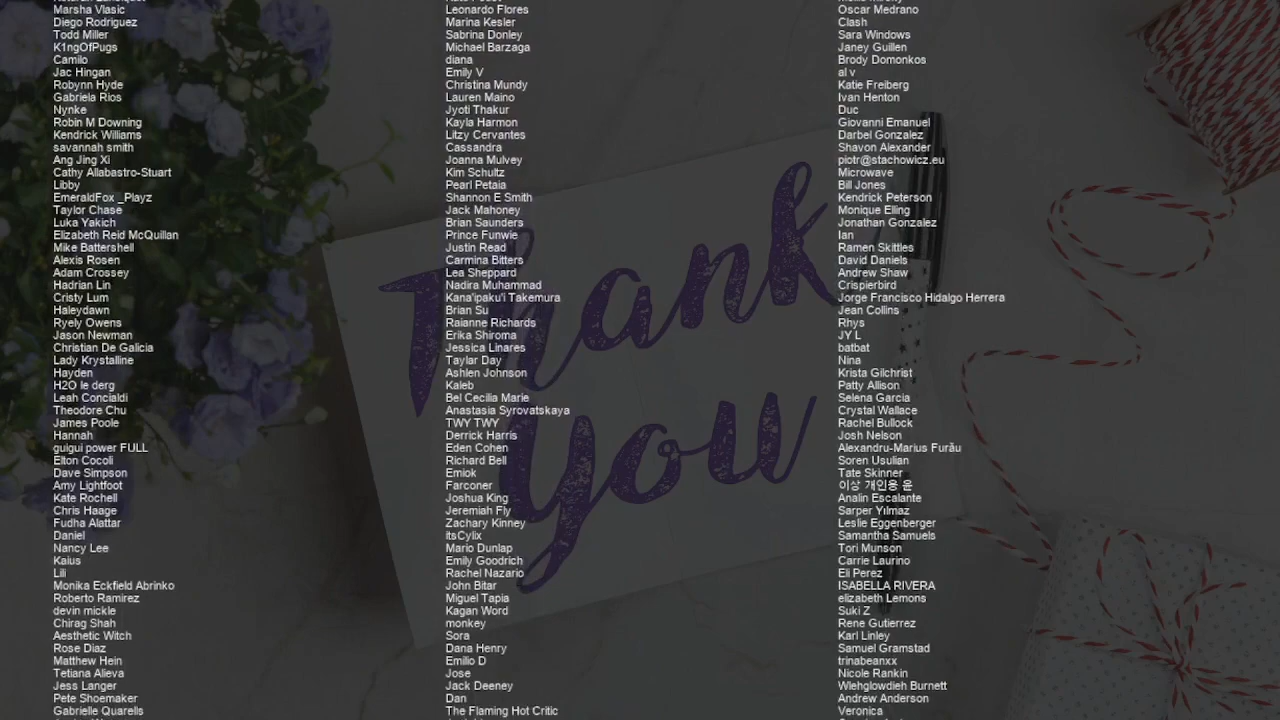 Marsha Vlasic
Diego Rodriguez
Todd Miller
K1ngOfPugs
Camilo
Jac Hingan
Robynn Hyde
Gabriela Rios
Nynke
Robin M Downing
Kendrick Williams
savannah smith
Ang Jing Xi
Cathy Allabastro-Stuart
Libby
EmeraldFox _Playz
Taylor Chase
Luka Yakich
Elizabeth Reid McQuillan
Mike Battershell
Alexis Rosen
Adam Crossey
Hadrian Lin
Cristy Lum
Haleydawn
Ryely Owens
Jason Newman
Christian De Galicia
Lady Krystalline
Hayden
H2O le derg
Leah Concialdi
Theodore Chu
James Poole
Hannah
guigui power FULL
Elton Cocoli
Dave Simpson
Amy Lightfoot
Kate Rochell
Chris Haage
Fudha Alattar
Daniel
Nancy Lee
Kaius
Lili
Monika Eckfield Abrinko
Roberto Ramirez
devin mickle
Chirag Shah
Aesthetic Witch
Rose Diaz
Matthew Hein
Tetiana Alieva
Jess Langer
Pete Shoemaker
Gabrielle Quarells
Leonardo Flores
Marina Kesler
Sabrina Donley
Michael Barzaga
diana
Emily V
Christina Mundy
Lauren Maino
Jyoti Thakur
Kayla Harmon
Litzy Cervantes
Cassandra
Joanna Mulvey
Kim Schultz
Pearl Petaia
Shannon E Smith
Jack Mahoney
Brian Saunders
Prince Funwie
Justin Read
Carmina Bitters
Lea Sheppard
Nadira Muhammad
Kana'ipaku'i Takemura
Brian Su
Raianne Richards
Erika Shiroma
Jessica Linares
Taylar Day
Ashlen Johnson
Kaleb
Bel Cecilia Marie
Anastasia Syrovatskaya
TWY TWY
Derrick Harris
Eden Cohen
Richard Bell
Emiok
Farconer
Joshua King
Jeremiah Fly
Zachary Kinney
itsCylix
Mario Dunlap
Emily Goodrich
Rachel Nazario
John Bitar
Miguel Tapia
Kagan Word
monkey
Sora
Dana Henry
Emilio D
Jose
Jack Deeney
Dan
The Flaming Hot Critic
Oscar Medrano
Clash
Sara Windows
Janey Guillen
Brody Domonkos
al v
Katie Freiberg
Ivan Henton
Duc
Giovanni Emanuel
Darbel Gonzalez
Shavon Alexander
piotr@stachowicz.eu
Microwave
Bill Jones
Kendrick Peterson
Monique Elling
Jonathan Gonzalez
Ian
Ramen Skittles
David Daniels
Andrew Shaw
Crispierbird
Jorge Francisco Hidalgo Herrera
Jean Collins
Rhys
JY L
batbat
Nina
Krista Gilchrist
Patty Allison
Selena Garcia
Crystal Wallace
Rachel Bullock
Josh Nelson
Alexandru-Marius Furău
Soren Usulian
Tate Skinner
이상 개인용 윤
Analin Escalante
Sarper Yılmaz
Leslie Eggenberger
Samantha Samuels
Tori Munson
Carrie Laurino
Eli Perez
ISABELLA RIVERA
elizabeth Lemons
Suki Z
Rene Gutierrez
Karl Linley
Samuel Gramstad
trinabeanxx
Nicole Rankin
Wlehglowdieh Burnett
Andrew Anderson
Veronica
Thank
you